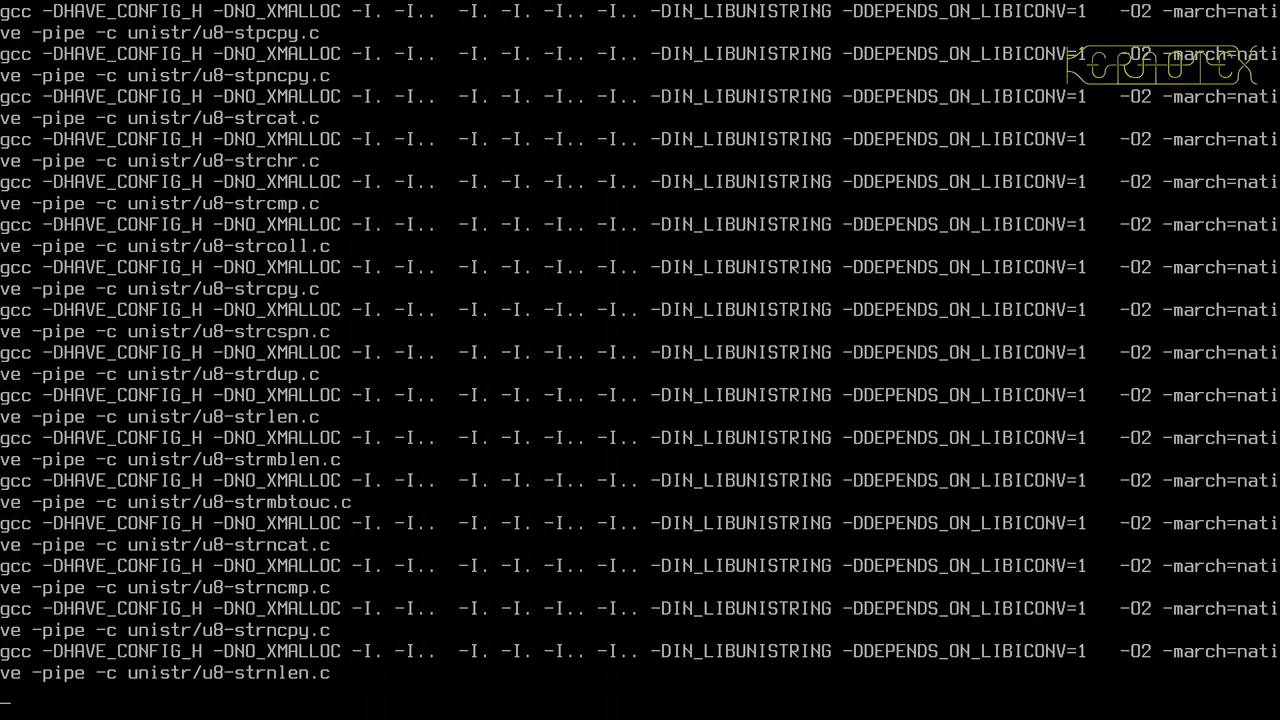 gcc -DHAVE_CONFIG_H -DNO_XMALLOC -I. -I..  -I. -I. -I.. -I.. -DIN_LIBUNISTRING -DDEPENDS_ON_LIBICONV=1   -O2 -march=nati
ve -pipe -c unistr/u8-stpcpy.c
gcc -DHAVE_CONFIG_H -DNO_XMALLOC -I. -I..  -I. -I. -I.. -I.. -DIN_LIBUNISTRING -DDEPENDS_ON_LIBICONV=1   -O2 -march=nati
ve -pipe -c unistr/u8-stpncpy.c
gcc -DHAVE_CONFIG_H -DNO_XMALLOC -I. -I..  -I. -I. -I.. -I.. -DIN_LIBUNISTRING -DDEPENDS_ON_LIBICONV=1   -O2 -march=nati
ve -pipe -c unistr/u8-strcat.c
gcc -DHAVE_CONFIG_H -DNO_XMALLOC -I. -I..  -I. -I. -I.. -I.. -DIN_LIBUNISTRING -DDEPENDS_ON_LIBICONV=1   -O2 -march=nati
ve -pipe -c unistr/u8-strchr.c
gcc -DHAVE_CONFIG_H -DNO_XMALLOC -I. -I..  -I. -I. -I.. -I.. -DIN_LIBUNISTRING -DDEPENDS_ON_LIBICONV=1   -O2 -march=nati
ve -pipe -c unistr/u8-strcmp.c
gcc -DHAVE_CONFIG_H -DNO_XMALLOC -I. -I..  -I. -I. -I.. -I.. -DIN_LIBUNISTRING -DDEPENDS_ON_LIBICONV=1   -O2 -march=nati
ve -pipe -c unistr/u8-strcoll.c
gcc -DHAVE_CONFIG_H -DNO_XMALLOC -I. -I..  -I. -I. -I.. -I.. -DIN_LIBUNISTRING -DDEPENDS_ON_LIBICONV=1   -O2 -march=nati
ve -pipe -c unistr/u8-strcpy.c
gcc -DHAVE_CONFIG_H -DNO_XMALLOC -I. -I..  -I. -I. -I.. -I.. -DIN_LIBUNISTRING -DDEPENDS_ON_LIBICONV=1   -O2 -march=nati
ve -pipe -c unistr/u8-strcspn.c
gcc -DHAVE_CONFIG_H -DNO_XMALLOC -I. -I..  -I. -I. -I.. -I.. -DIN_LIBUNISTRING -DDEPENDS_ON_LIBICONV=1   -O2 -march=nati
ve -pipe -c unistr/u8-strdup.c
gcc -DHAVE_CONFIG_H -DNO_XMALLOC -I. -I..  -I. -I. -I.. -I.. -DIN_LIBUNISTRING -DDEPENDS_ON_LIBICONV=1   -O2 -march=nati
ve -pipe -c unistr/u8-strlen.c
gcc -DHAVE_CONFIG_H -DNO_XMALLOC -I. -I..  -I. -I. -I.. -I.. -DIN_LIBUNISTRING -DDEPENDS_ON_LIBICONV=1   -O2 -march=nati
ve -pipe -c unistr/u8-strmblen.c
gcc -DHAVE_CONFIG_H -DNO_XMALLOC -I. -I..  -I. -I. -I.. -I.. -DIN_LIBUNISTRING -DDEPENDS_ON_LIBICONV=1   -O2 -march=nati
ve -pipe -c unistr/u8-strmbtouc.c
gcc -DHAVE_CONFIG_H -DNO_XMALLOC -I. -I..  -I. -I. -I.. -I.. -DIN_LIBUNISTRING -DDEPENDS_ON_LIBICONV=1   -O2 -march=nati
ve -pipe -c unistr/u8-strncat.c
gcc -DHAVE_CONFIG_H -DNO_XMALLOC -I. -I..  -I. -I. -I.. -I.. -DIN_LIBUNISTRING -DDEPENDS_ON_LIBICONV=1   -O2 -march=nati
ve -pipe -c unistr/u8-strncmp.c
gcc -DHAVE_CONFIG_H -DNO_XMALLOC -I. -I..  -I. -I. -I.. -I.. -DIN_LIBUNISTRING -DDEPENDS_ON_LIBICONV=1   -O2 -march=nati
ve -pipe -c unistr/u8-strncpy.c
gcc -DHAVE_CONFIG_H -DNO_XMALLOC -I. -I..  -I. -I. -I.. -I.. -DIN_LIBUNISTRING -DDEPENDS_ON_LIBICONV=1   -O2 -march=nati
ve -pipe -c unistr/u8-strnlen.c